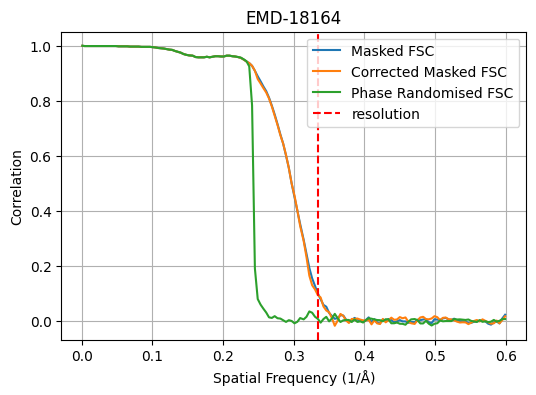 EMD-18164
Masked FSC
Corrected Masked FSC
Phase Randomised FSC
resolution
Correlation
1.0
0.8
0.6
0.4
0.2
0.0
0.0 0.1 0.2 0.3 0.4 0.5 0.6
Spatial Frequency (1/Å)